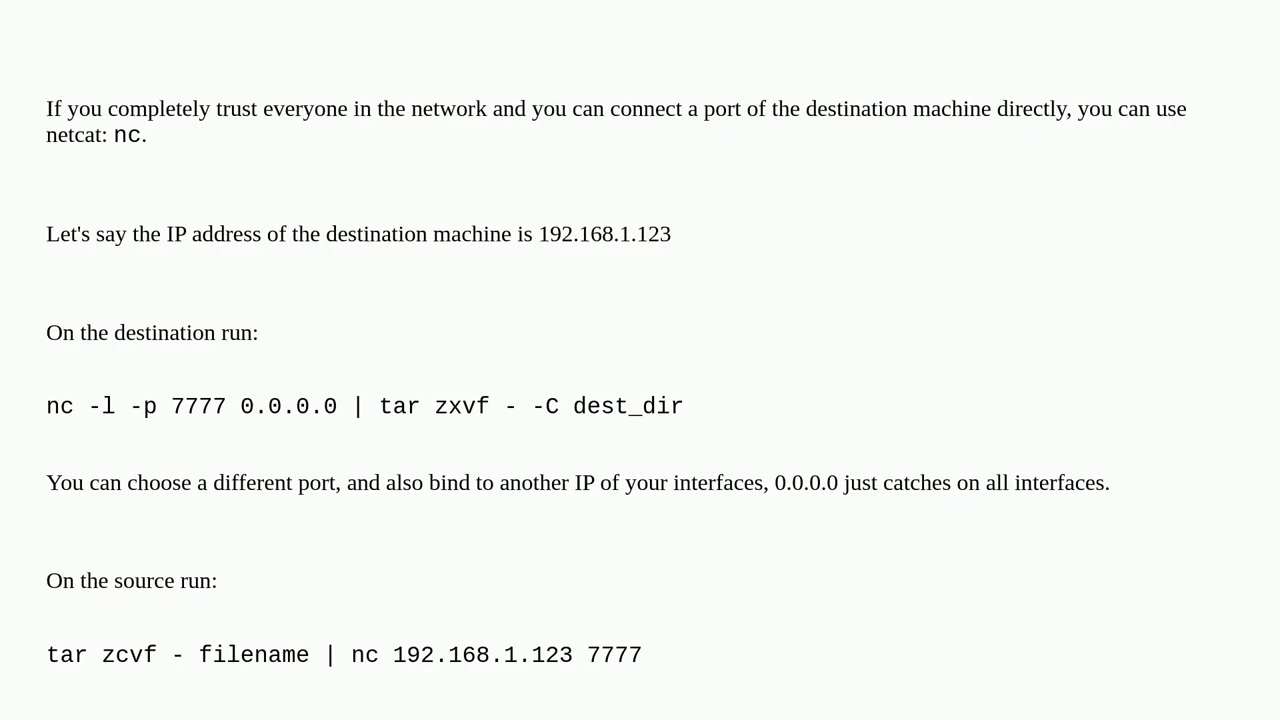 If you completely trust everyone in the network and you can connect a port of the destination machine directly, you can use
netcat: nc.
Let's say the IP address of the destination machine is 192.168.1.123
On the destination run:
nc -l -p 7777 0.0.0.0 | tar zxvf - -C dest_dir
You can choose a different port, and also bind to another IP of your interfaces, 0.0.0.0 just catches on all interfaces.
On the source run:
tar zcvf - filename | nc 192.168.1.123 7777